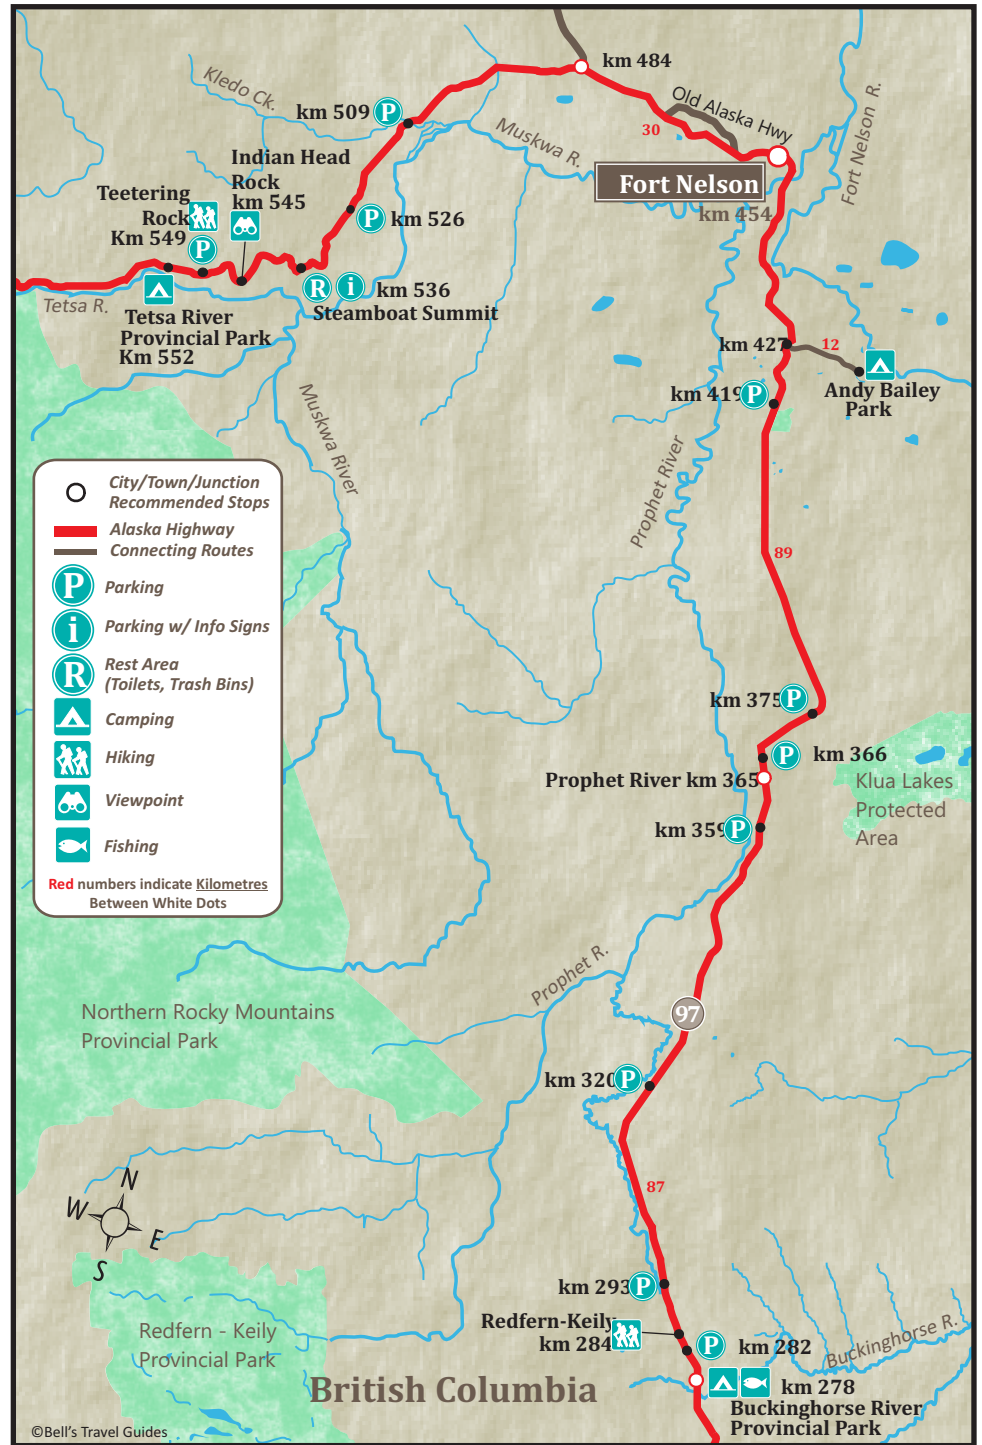 km 484
Kledo Ck.
km 509
P
Old Alaska Hwy
30
Muskwa R.
Fort Nelson R.
Fort Nelson
km 454
Indian Head
Rock
km 545
Teetering
Rock
Km 549
P
P
km 526
R
i
km 536
Steamboat Summit
Tetsa R.
Tetsa River
Provincial Park
Km 552
km 427
12
Andy Bailey
Park
km 419
P
Muskwa River
Prophet River
89
City/Town/Junction
Recommended Stops
Alaska Highway
Connecting Routes
P
Parking
i
Parking w/ Info Signs
R
Rest Area
(Toilets, Trash Bins)
Camping
Hiking
Viewpoint
Fishing
Red numbers indicate Kilometres
Between White Dots
km 375
P
P
km 366
Prophet River km 365
Klua Lakes
Protected
Area
km 359
P
Prophet R.
Northern Rocky Mountains
Provincial Park
97
km 320
P
87
N
W
E
S
km 293
P
Redfern-Keily
km 284
P
km 282
Buckinghorse R.
Redfern - Keily
Provincial Park
British Columbia
km 278
Buckinghorse River
Provincial Park
©Bell's Travel Guides